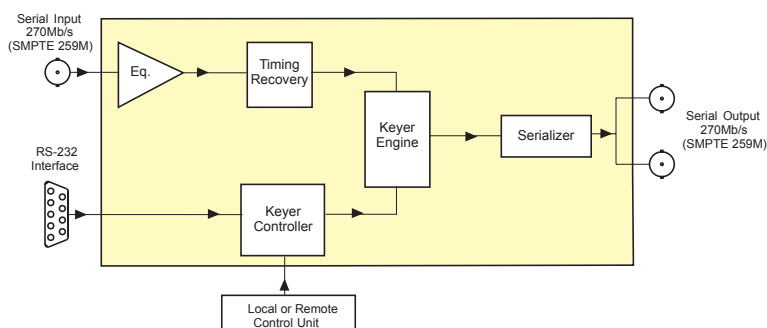 Serial Input
270Mb/s
(SMPTE 259M)
Eq.
Timing
Recovery
Keyer
Engine
Serializer
Serial Output
270Mb/s
(SMPTE 259M)
RS-232
Interface
Keyer
Controller
Local or Remote
Control Unit